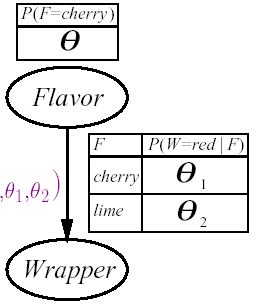 P(F=cherry)
θ
Flavor
F P(W=red | F)
cherry θ1
lime θ2
,θ1,θ2)
Wrapper